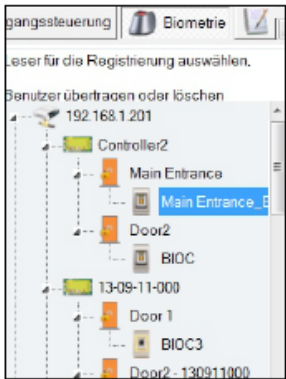 gangssteuerung Biometrie
Leser für die Registrierung auswählen.
Benutzer übertragen oder löschen
192.168.1.201
Controller2
Main Entrance
Main Entrance_E
Door2
BIOC
13-09-11-000
Door 1
BIOC3
Door2 - 130911000